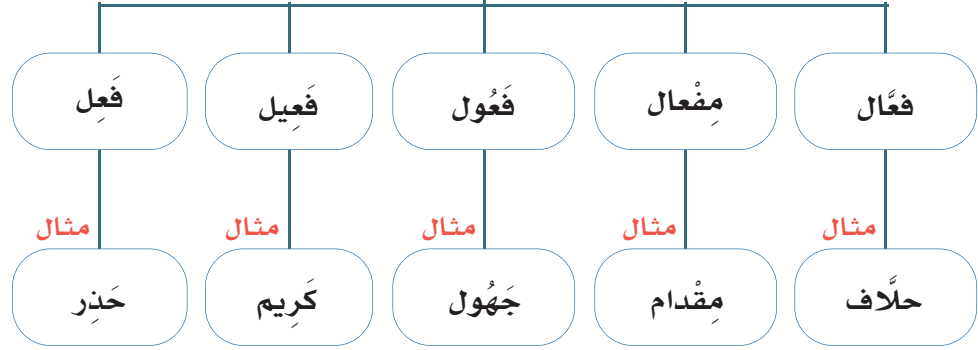 فعَّال مِفْعال فَعُول فَعِيل فَعِل
مثال مثال مثال مثال مثال
حلَّاف مِقْدام جَهُول كَرِيم حَذِر